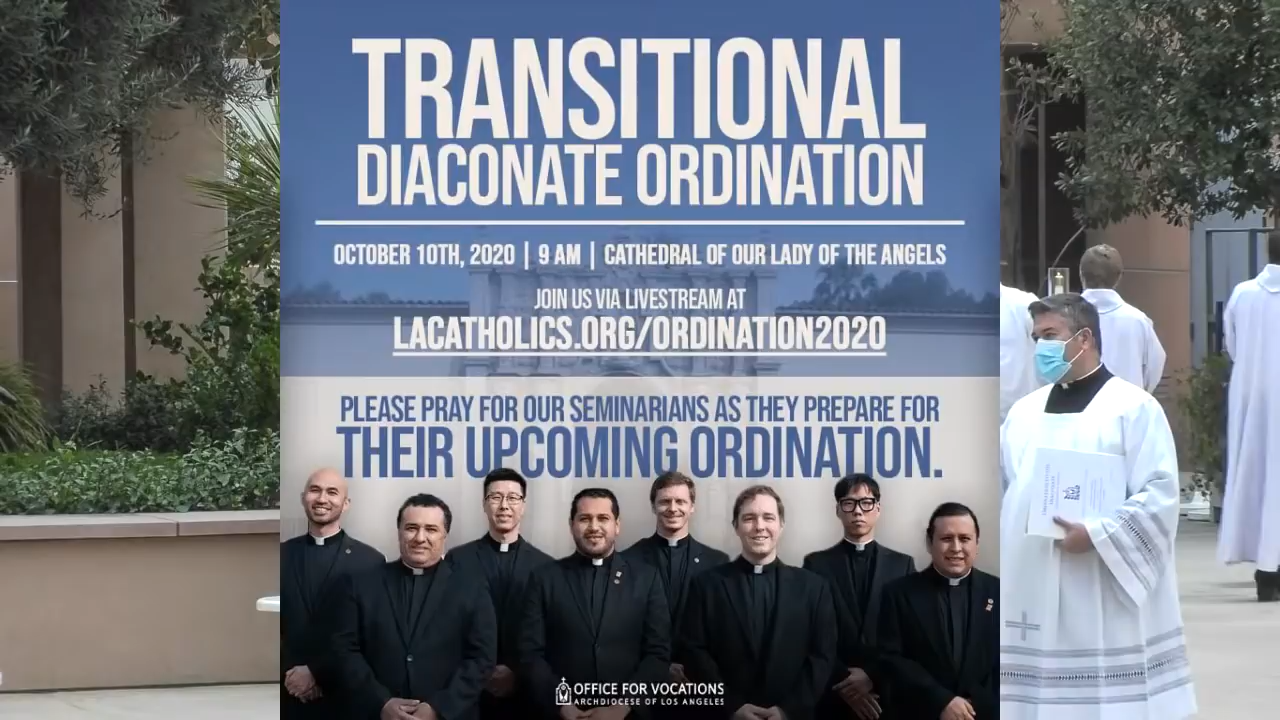 TRANSITIONAL
DIACONATE ORDINATION
OCTOBER 10TH, 2020 | 9 AM | CATHEDRAL OF OUR LADY OF THE ANGELS
JOIN US VIA LIVESTREAM AT
LACATHOLICS.ORG/ORDINATION2020
PLEASE PRAY FOR OUR SEMINARIANS AS THEY PREPARE FOR
THEIR UPCOMING ORDINATION.
OFFICE FOR VOCATIONS
ARCHDIOCESE OF LOS ANGELES